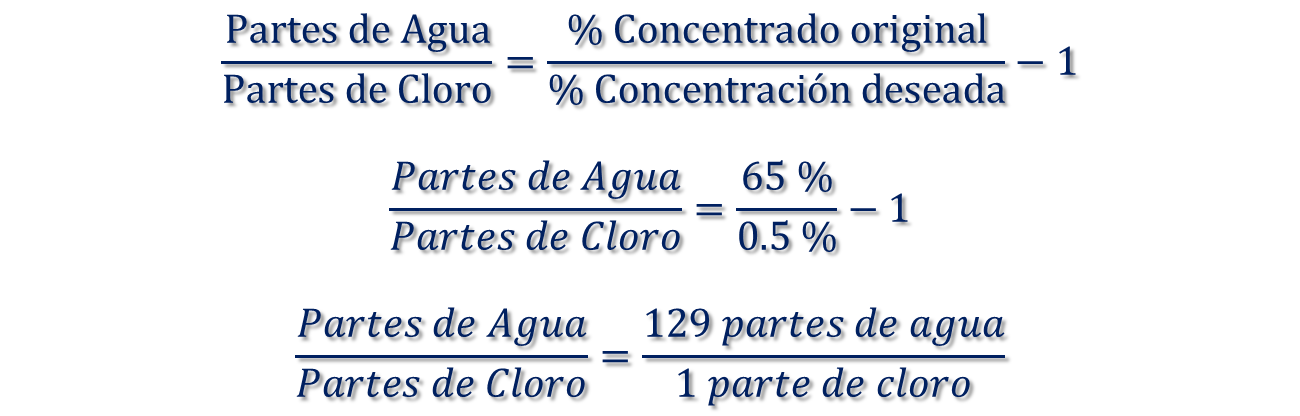 Partes de Agua / Partes de Cloro = % Concentrado original / % Concentración deseada − 1
Partes de Agua / Partes de Cloro = 65 % / 0.5 % − 1
Partes de Agua / Partes de Cloro = 129 partes de agua / 1 parte de cloro